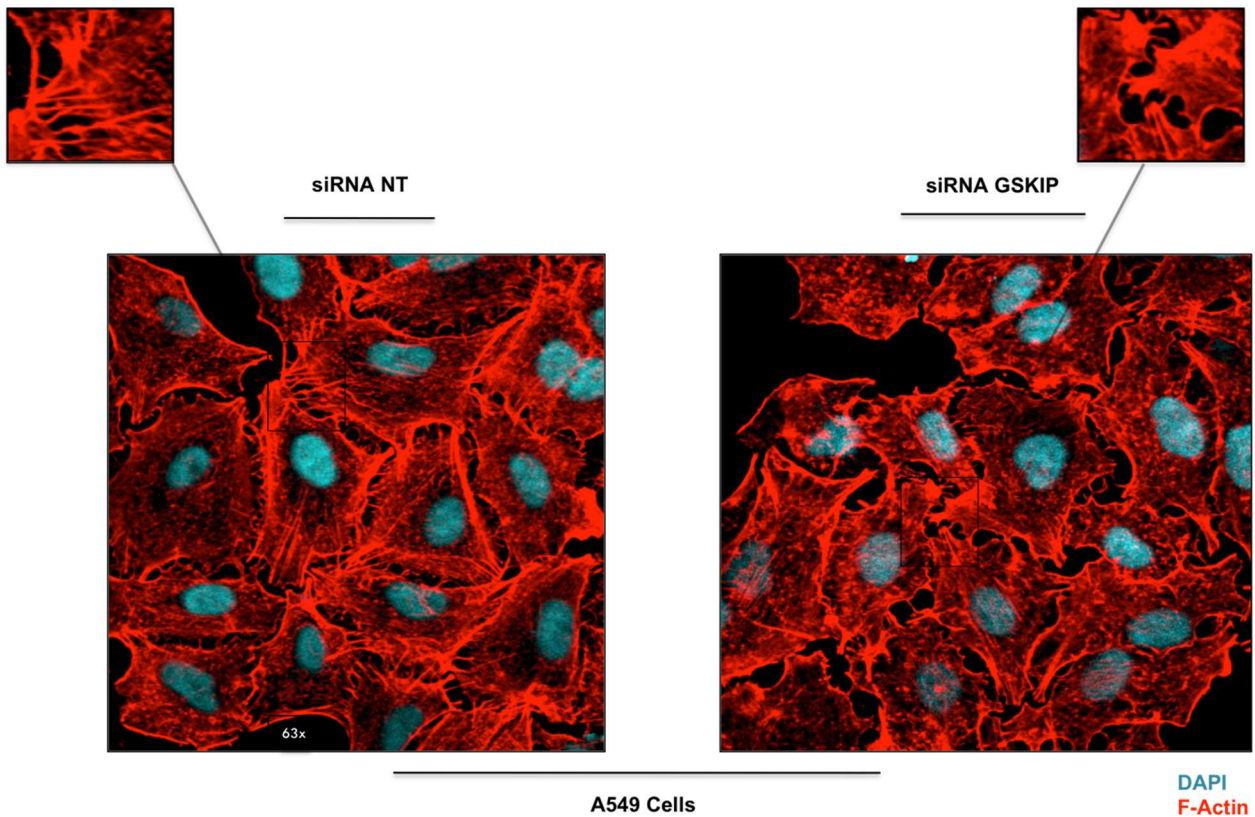 siRNA NT
siRNA GSKIP
63x
A549 Cells
DAPI
F-Actin